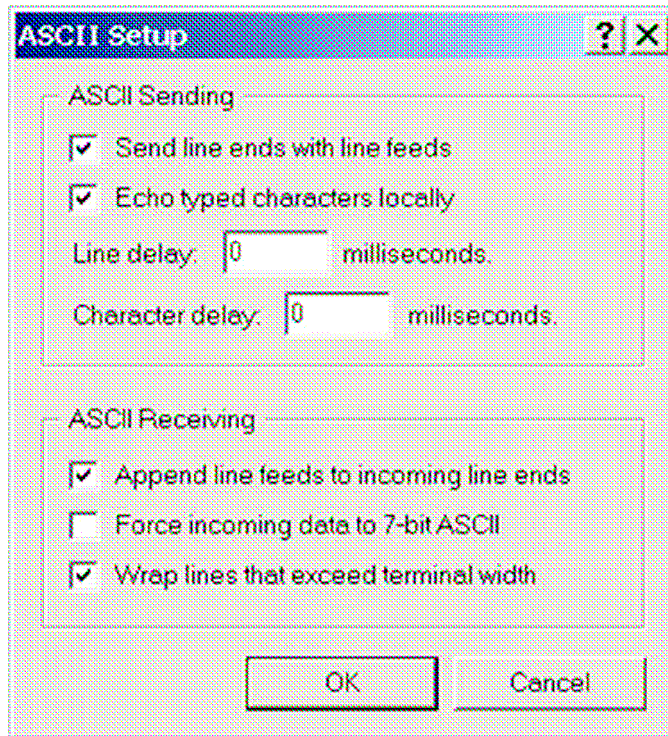 ASCII Setup
ASCII Sending
Send line ends with line feeds
Echo typed characters locally
Line delay: 0 milliseconds.
Character delay: 0 milliseconds.
ASCII Receiving
Append line feeds to incoming line ends
Force incoming data to 7-bit ASCII
Wrap lines that exceed terminal width
OK Cancel